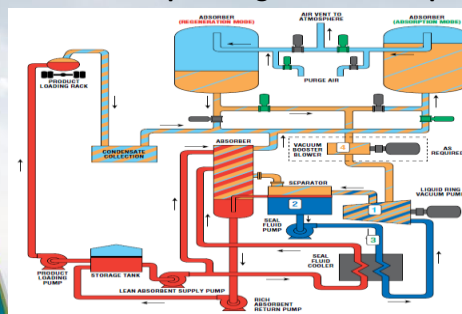 ADSORBER
(REGENERATION MODE)
AIR VENT TO
ATMOSPHERE
ADSORBER
(ABSORPTION MODE)
PURGE AIR
PRODUCT
LOADING RACK
CONDENSATE
COLLECTION
ABSORBER
VACUUM
BOOSTER
BLOWER
4
AS
REQUIRED
SEPARATOR
2
LIQUID RING
VACUUM PUMP
1
SEAL
FLUID
PUMP
3
SEAL
FLUID
COOLER
PRODUCT
LOADING
PUMP
STORAGE TANK
LEAN ABSORBENT SUPPLY PUMP
RICH
ABSORBENT
RETURN PUMP